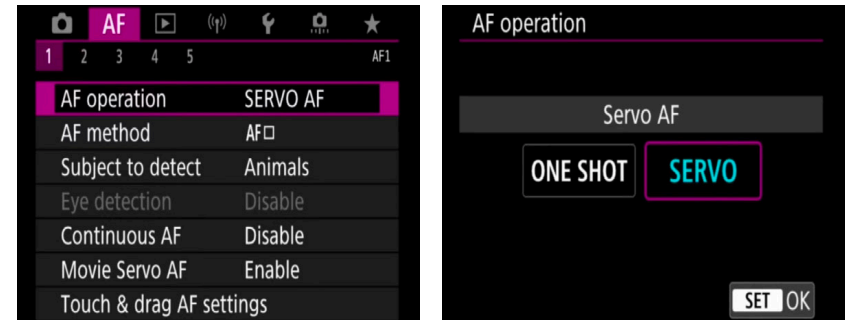 AF
1 2 3 4 5 AF1
AF operation SERVO AF
AF method AF□
Subject to detect Animals
Eye detection Disable
Continuous AF Disable
Movie Servo AF Enable
Touch & drag AF settings
AF operation
Servo AF
ONE SHOT SERVO
SET OK